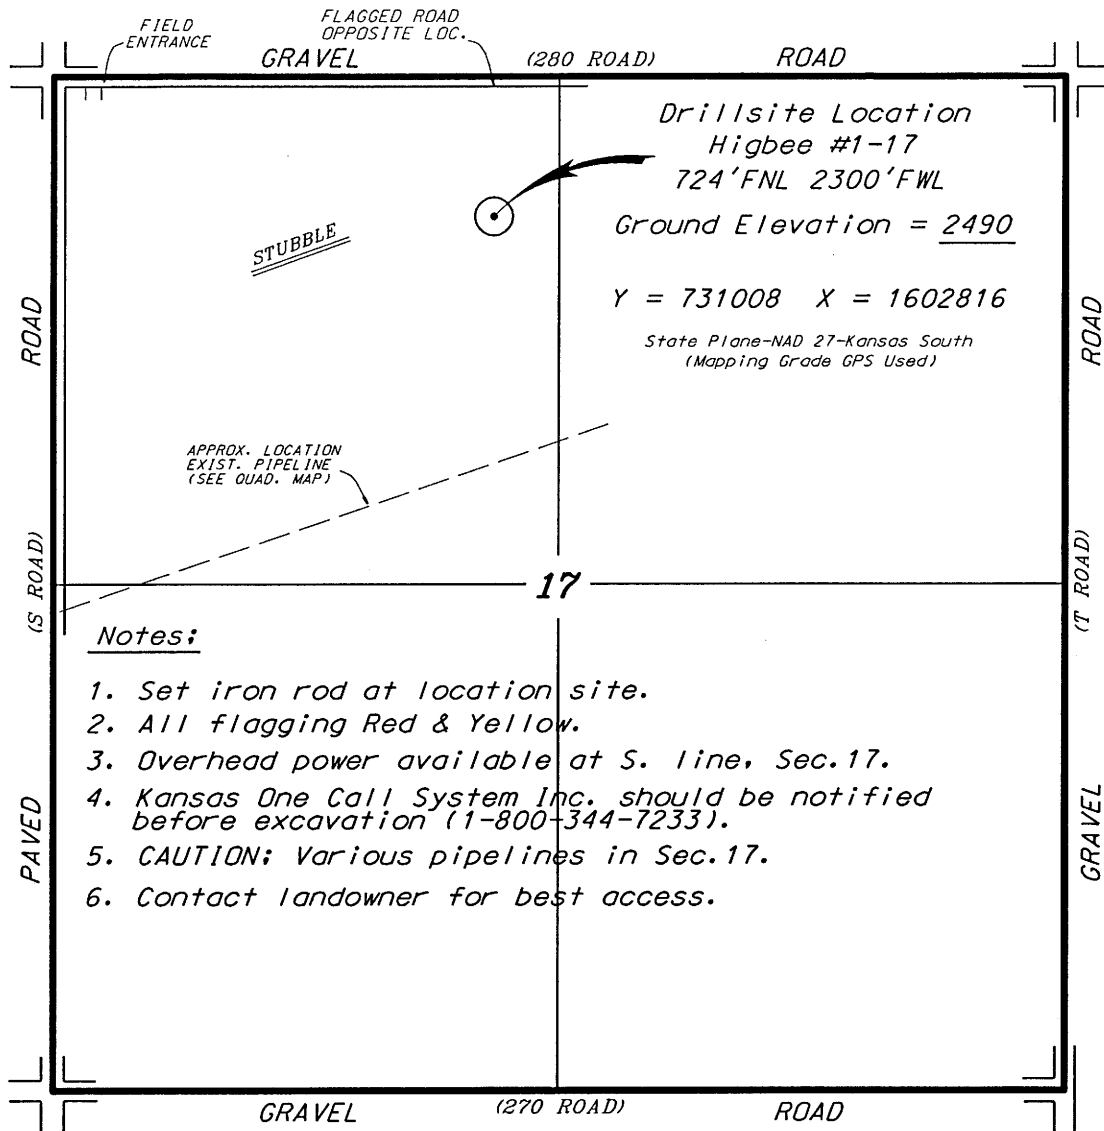 FIELD
ENTRANCE
FLAGGED ROAD
OPPOSITE LOC.
GRAVEL (280 ROAD) ROAD
Drillsite Location
Higbee #1-17
724'FNL 2300'FWL
Ground Elevation = 2490
STUBBLE
Y = 731008 X = 1602816
State Plane-NAD 27-Kansas South
(Mapping Grade GPS Used)
ROAD
ROAD
APPROX. LOCATION
EXIST. PIPELINE
(SEE QUAD. MAP)
(S ROAD)
17
(T ROAD)
Notes:
1. Set iron rod at location site.
2. All flagging Red & Yellow.
3. Overhead power available at S. line, Sec.17.
4. Kansas One Call System Inc. should be notified
before excavation (1-800-344-7233).
5. CAUTION: Various pipelines in Sec.17.
6. Contact landowner for best access.
PAVED
GRAVEL
GRAVEL (270 ROAD) ROAD